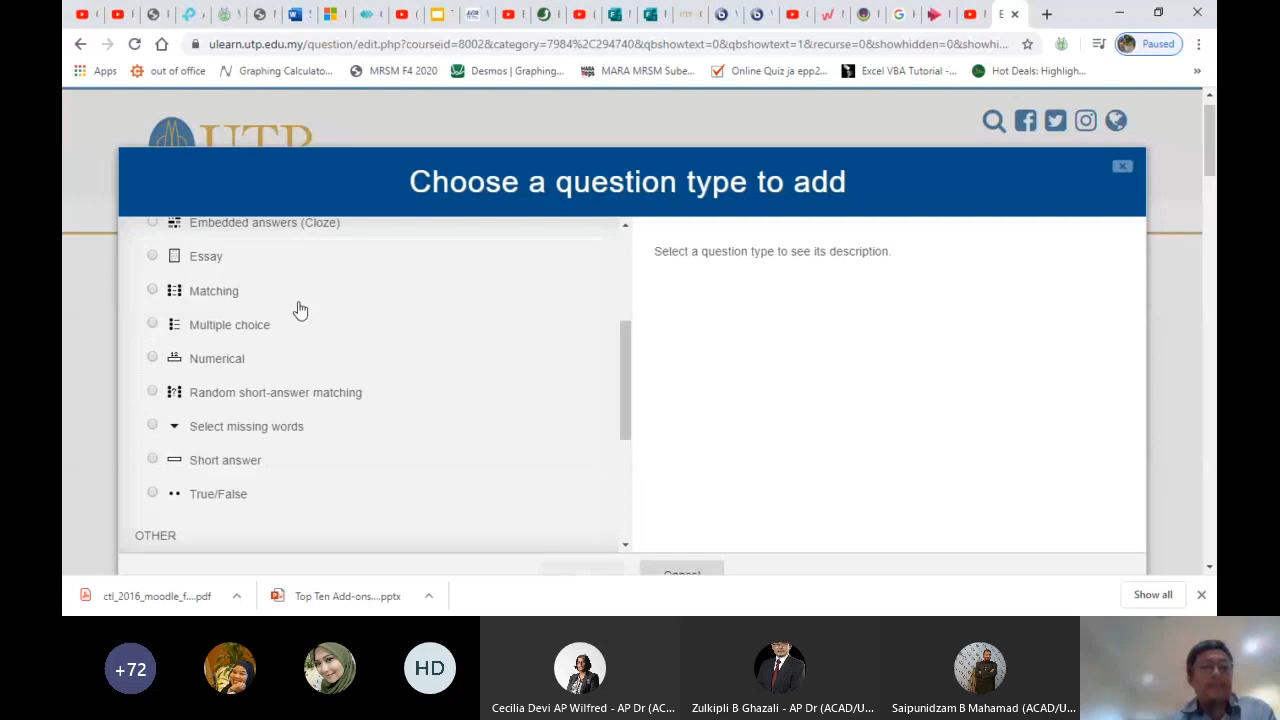 E
ulearn.utp.edu.my/question/edit.php?courseid=8002&category=7984%2C294740&qbshowtext=0&qbshowtext=1&recurse=0&showhidden=0&showhi...
Paused
Apps
out of office
Graphing Calculato...
MRSM F4 2020
Desmos | Graphing...
MARA MRSM Sube...
Online Quiz ja epp2...
Excel VBA Tutorial -...
Hot Deals: Highligh...
»
UTP
Choose a question type to add
Embedded answers (Cloze)
Essay
Matching
Multiple choice
Numerical
Random short-answer matching
Select missing words
Short answer
True/False
OTHER
Select a question type to see its description.
Cancel
ctl_2016_moodle_f....pdf
Top Ten Add-ons....pptx
Show all
+72
HD
Cecilia Devi AP Wilfred - AP Dr (AC...
Zulkipli B Ghazali - AP Dr (ACAD/U...
Saipunidzam B Mahamad (ACAD/U...